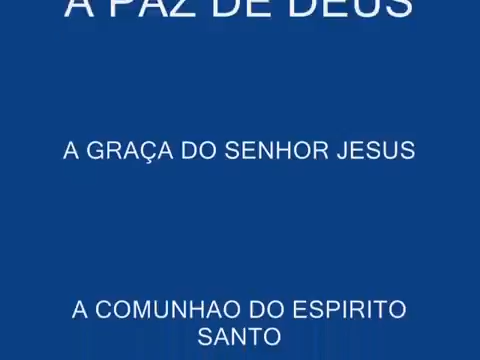 A PAZ DE DEUS
A GRAÇA DO SENHOR JESUS
A COMUNHAO DO ESPIRITO
SANTO